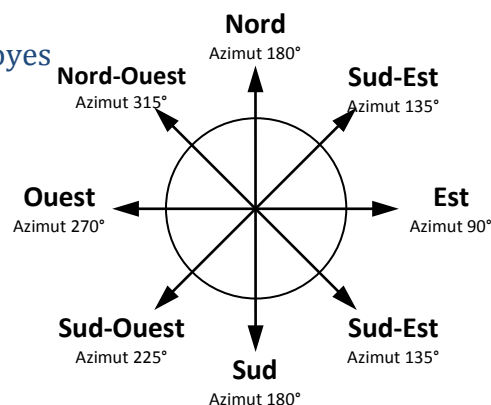 Nord
Azimut 180°
Nord-Ouest
Azimut 315°
Sud-Est
Azimut 135°
Ouest
Azimut 270°
Est
Azimut 90°
Sud-Ouest
Azimut 225°
Sud-Est
Azimut 135°
Sud
Azimut 180°